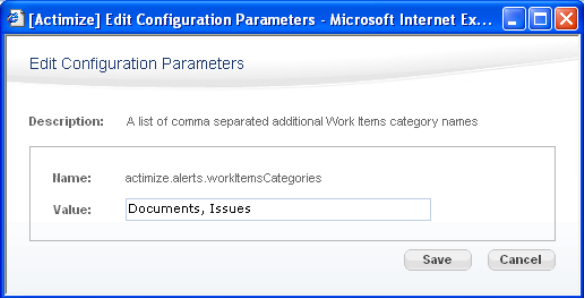 [Actimize] Edit Configuration Parameters - Microsoft Internet Ex...
Edit Configuration Parameters
Description: A list of comma separated additional Work Items category names
Name: actimize.alerts.workItemsCategories
Value: Documents, Issues
Save Cancel